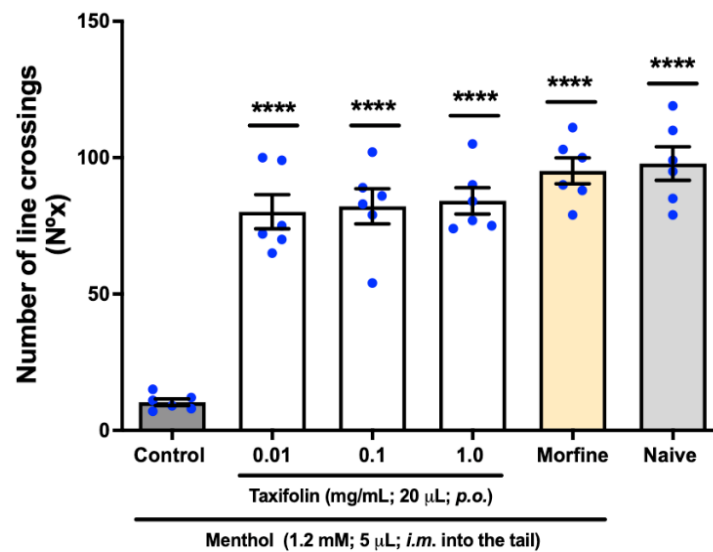 Number of line crossings
(Nºx)
150
100
50
0
**** **** **** **** ****
Control 0.01 0.1 1.0 Morfine Naive
Taxifolin (mg/mL; 20 µL; p.o.)
Menthol (1.2 mM; 5 µL; i.m. into the tail)